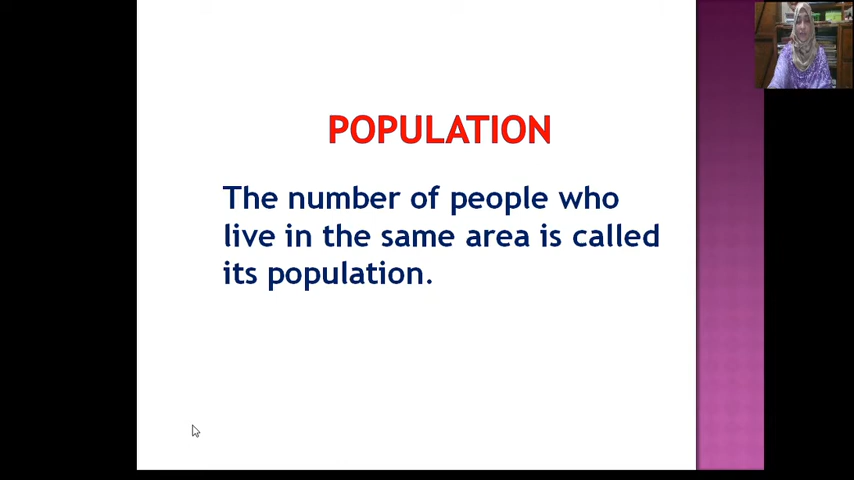 POPULATION
The number of people who
live in the same area is called
its population.